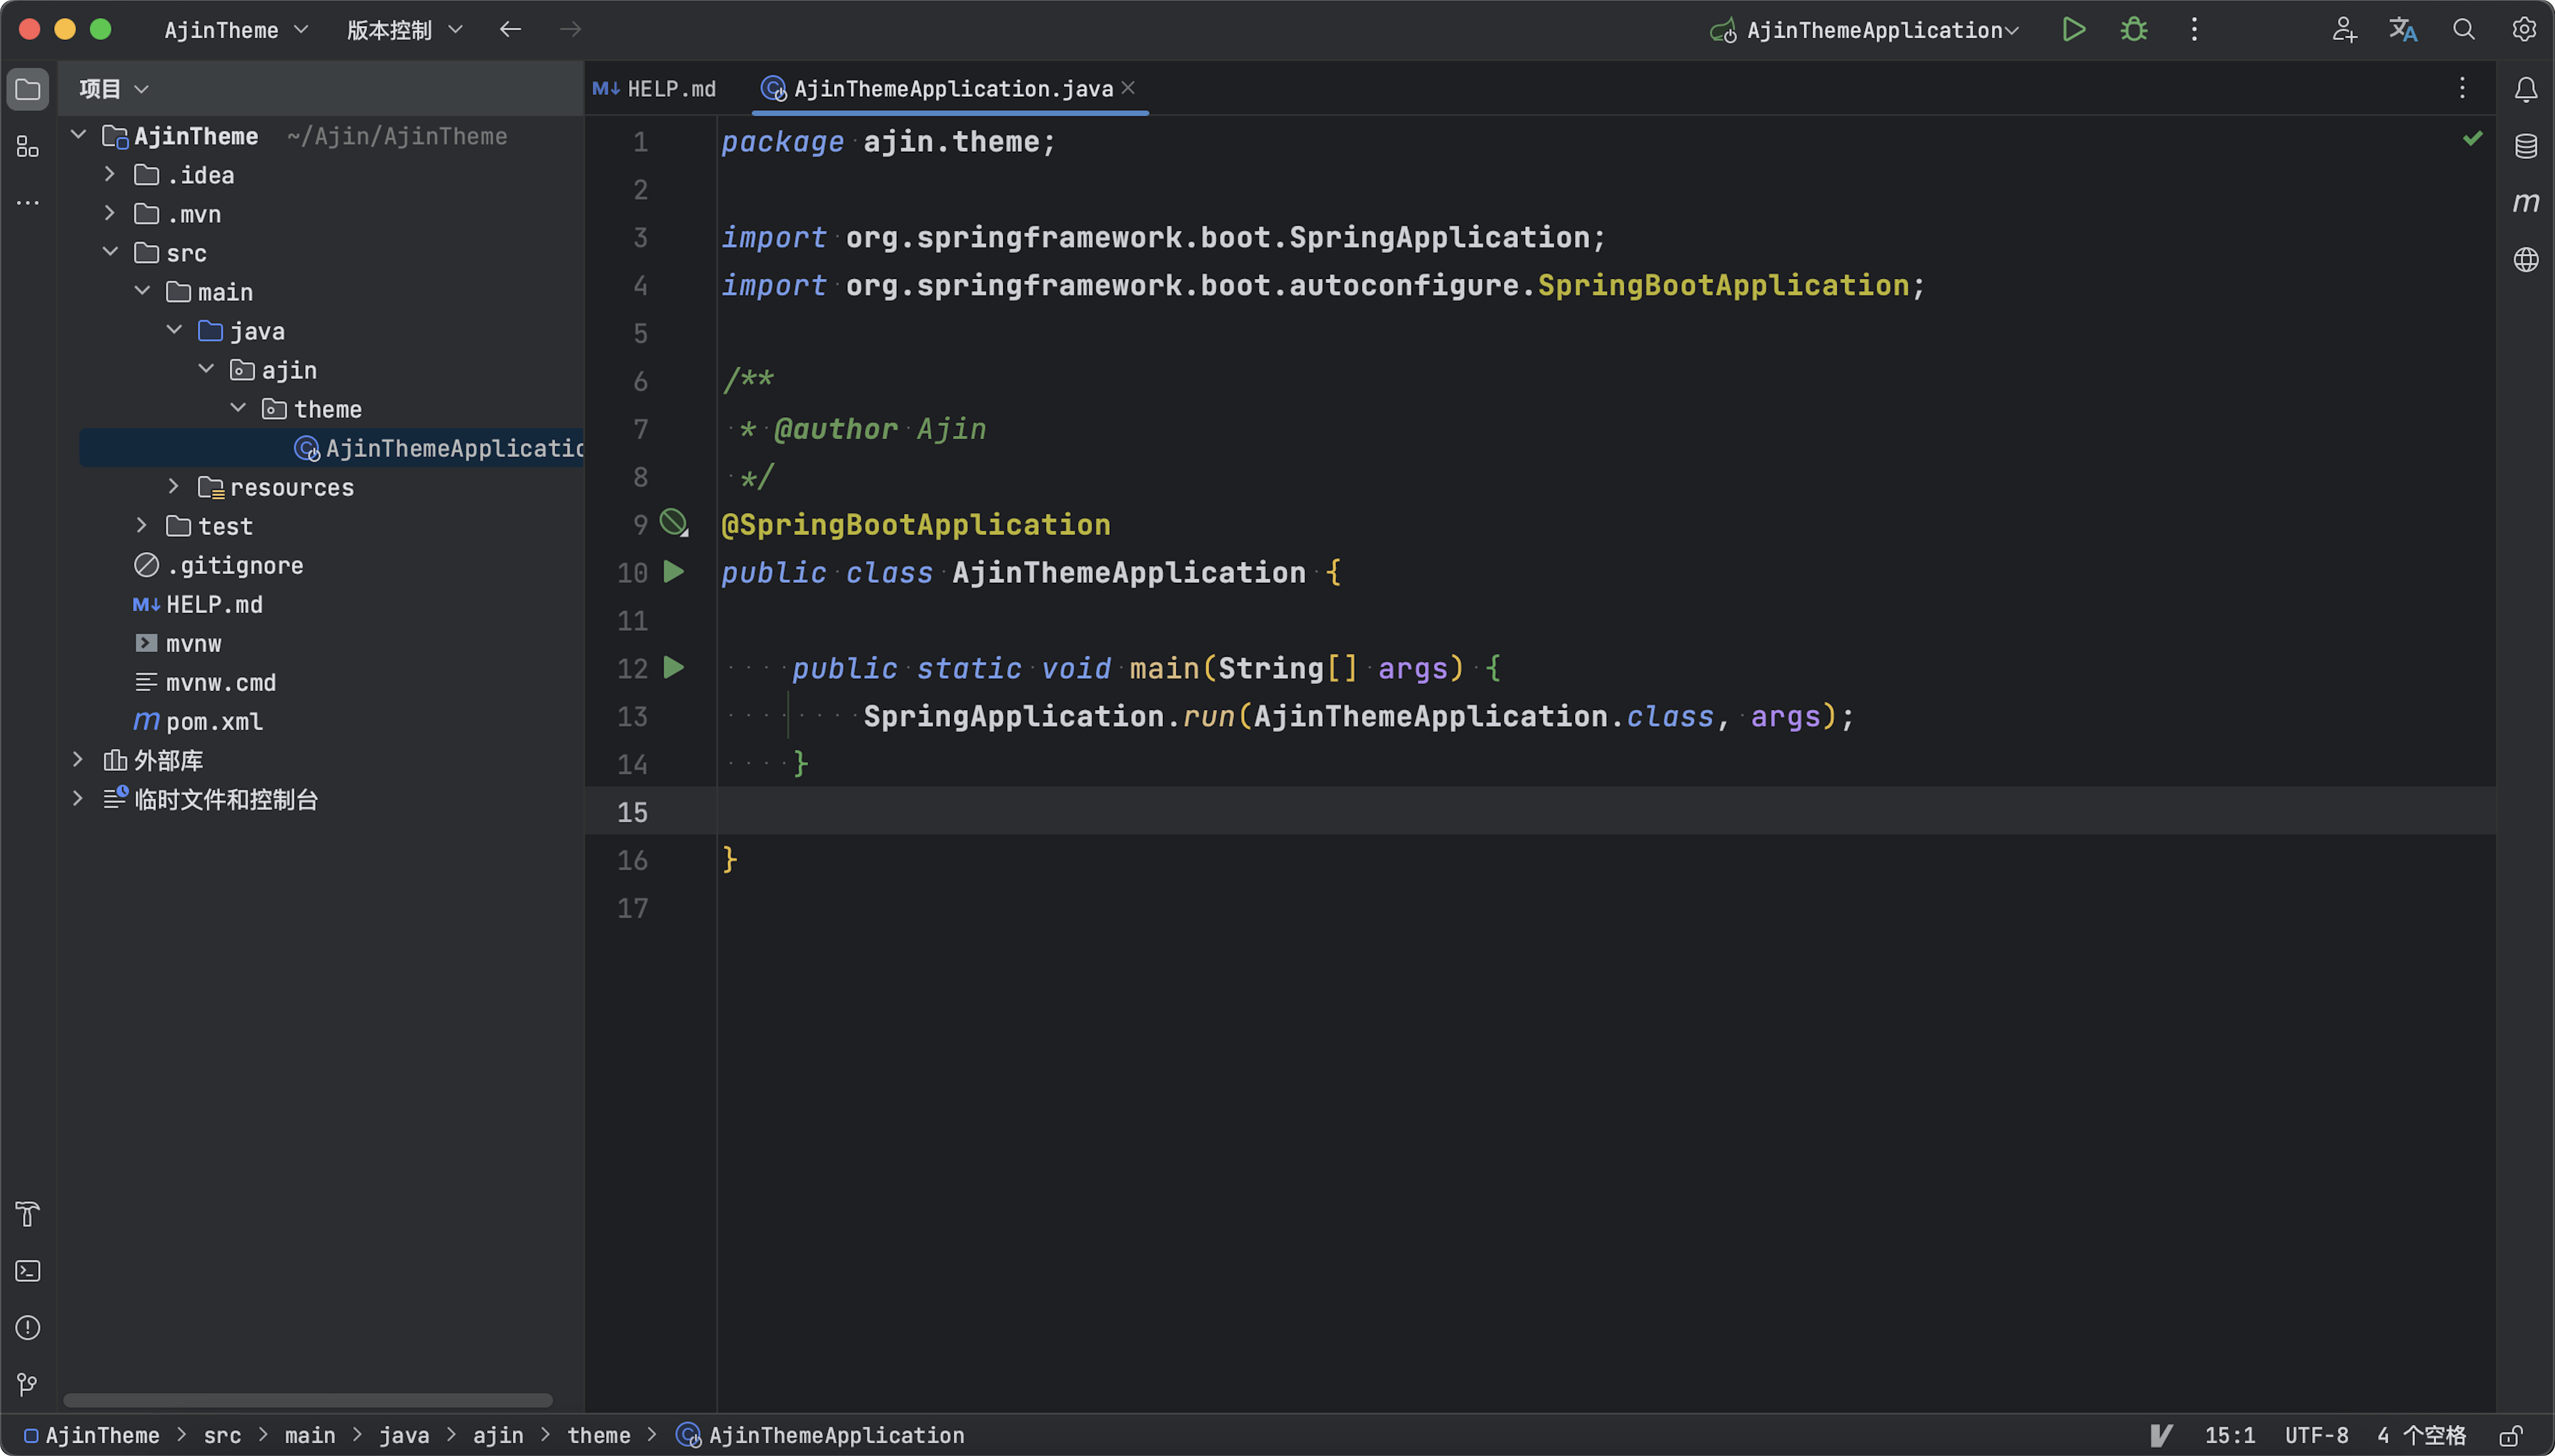 AjinTheme 版本控制 AjinThemeApplication
项目
HELP.md AjinThemeApplication.java
AjinTheme ~/Ajin/AjinTheme
.idea
.mvn
src
main
java
ajin
theme
AjinThemeApplicatio
resources
test
.gitignore
HELP.md
mvnw
mvnw.cmd
pom.xml
外部库
临时文件和控制台
1 package ajin.theme;
2
3 import org.springframework.boot.SpringApplication;
4 import org.springframework.boot.autoconfigure.SpringBootApplication;
5
6 /**
7 * @author Ajin
8 */
9 @SpringBootApplication
10 public class AjinThemeApplication {
11
12 public static void main(String[] args) {
13 SpringApplication.run(AjinThemeApplication.class, args);
14 }
15
16 }
17
AjinTheme > src > main > java > ajin > theme > AjinThemeApplication 15:1 UTF-8 4 个空格